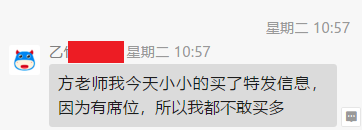 星期二 10:57
乙 星期二 10:57
方老师我今天小小的买了特发信息，
因为有席位，所以我都不敢买多